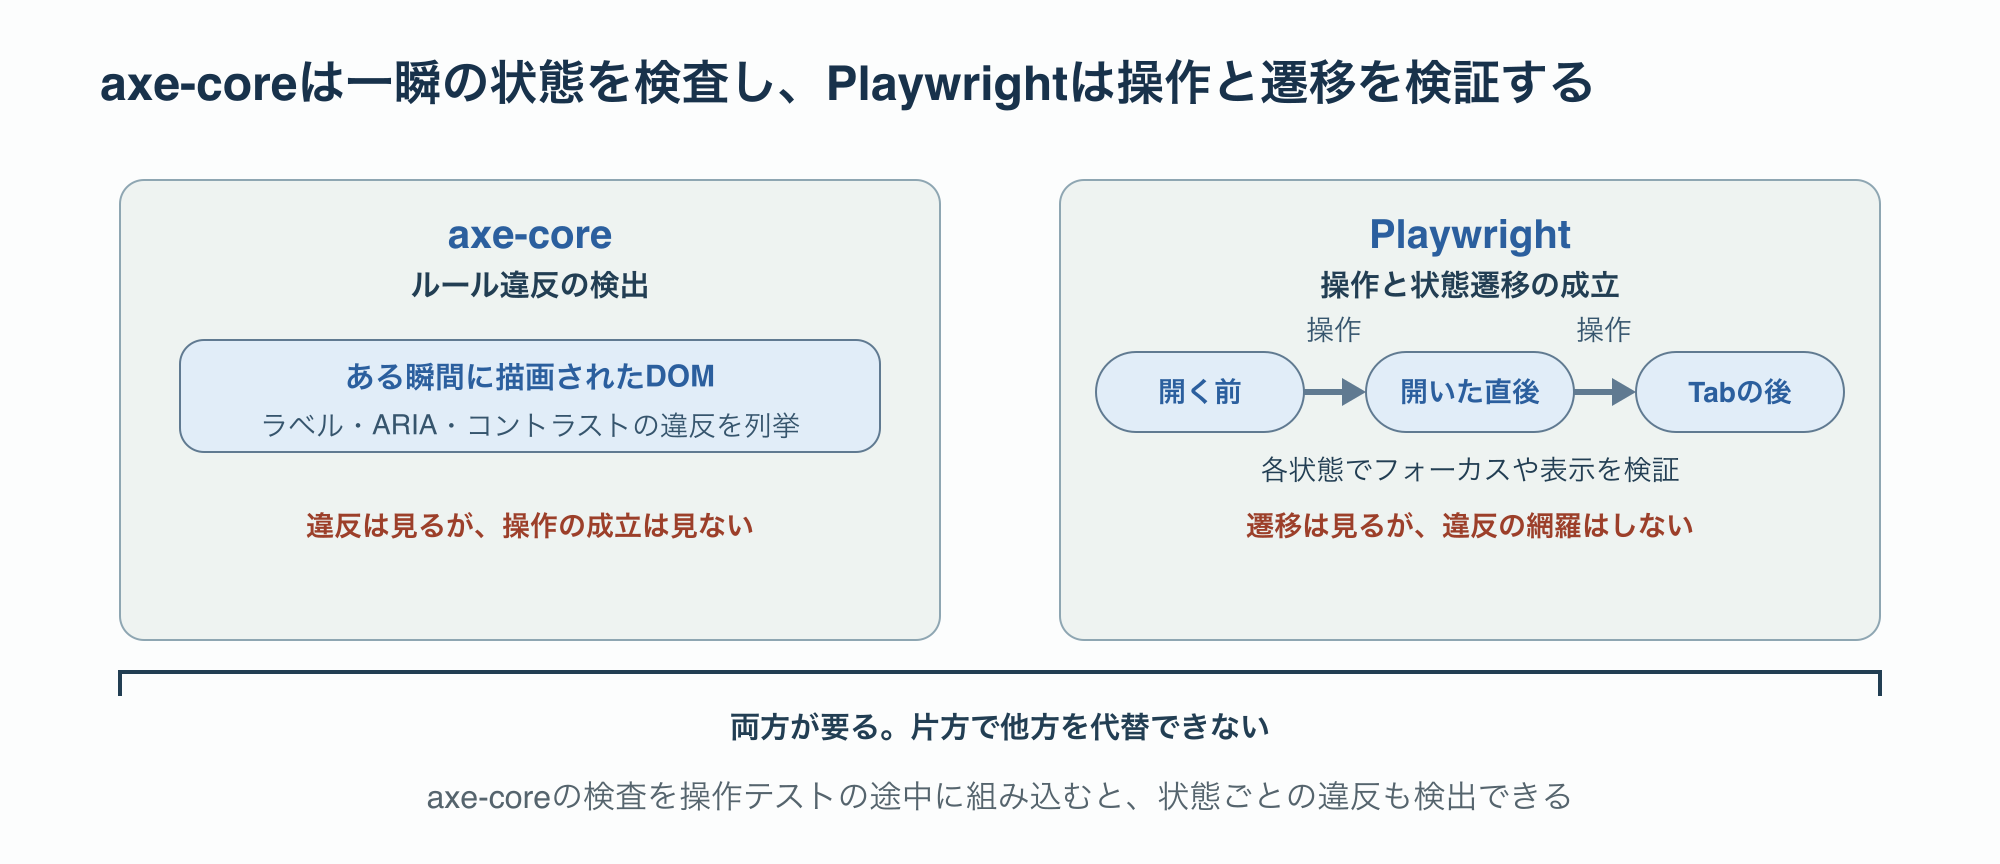 axe-coreは一瞬の状態を検査し、Playwrightは操作と遷移を検証する
axe-core
ルール違反の検出
ある瞬間に描画されたDOM
ラベル・ARIA・コントラストの違反を列挙
違反は見るが、操作の成立は見ない
Playwright
操作と状態遷移の成立
操作
操作
開く前
開いた直後
Tabの後
各状態でフォーカスや表示を検証
遷移は見るが、違反の網羅はしない
両方が要る。片方で他方を代替できない
axe-coreの検査を操作テストの途中に組み込むと、状態ごとの違反も検出できる